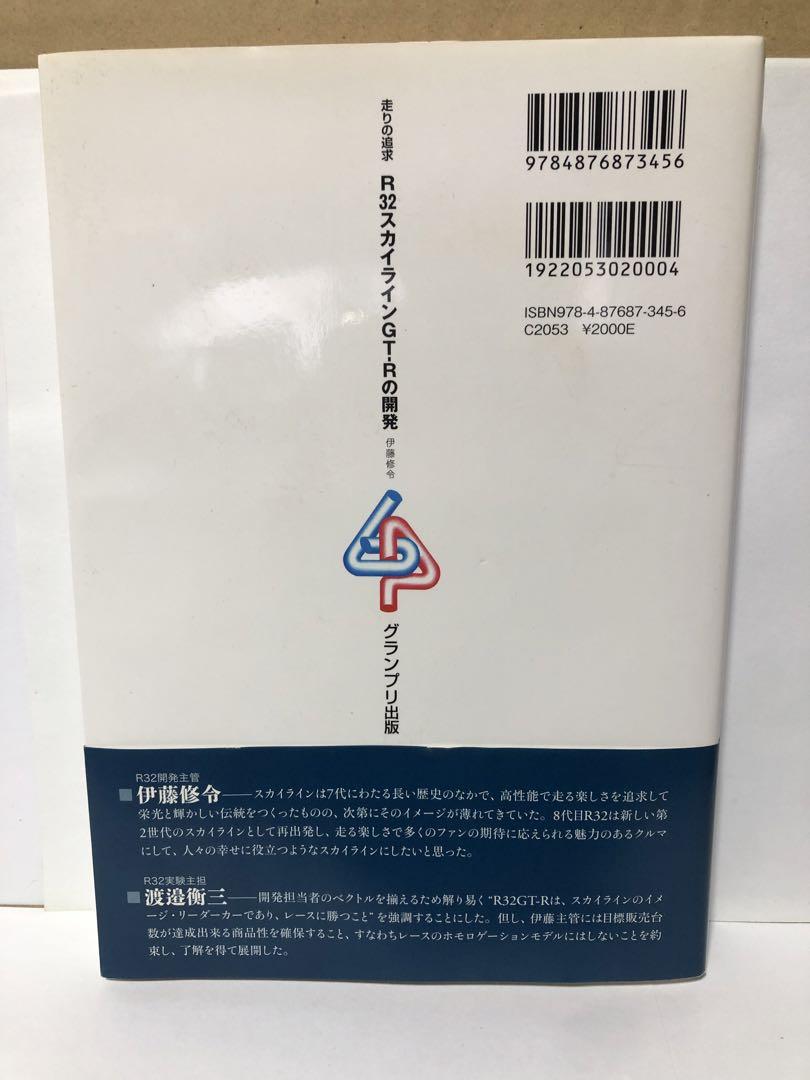 走りの追求 R32スカイラインGT-Rの開発 伊藤修令
グランプリ出版
9784876873456
1922053020004
ISBN978-4-87687-345-6
C2053 ¥2000E
R32開発主管
■伊藤修令――スカイラインは7代にわたる長い歴史のなかで、高性能で走る楽しさを追求して
栄光と輝かしい伝統をつくったものの、次第にそのイメージが薄れてきていた。8代目R32は新しい第
2世代のスカイラインとして再出発し、走る楽しさで多くのファンの期待に応えられる魅力のあるクルマ
にして、人々の幸せに役立つようなスカイラインにしたいと思った。
R32実験主担
■渡邉衡三――開発担当者のベクトルを揃えるため解り易く“R32GT-Rは、スカイラインのイメ
ージ・リーダーカーであり、レースに勝つこと”を強調することにした。但し、伊藤主管には目標販売台
数が達成出来る商品性を確保すること、すなわちレースのホモロゲーションモデルにはしないことを約
束し、了解を得て展開した。